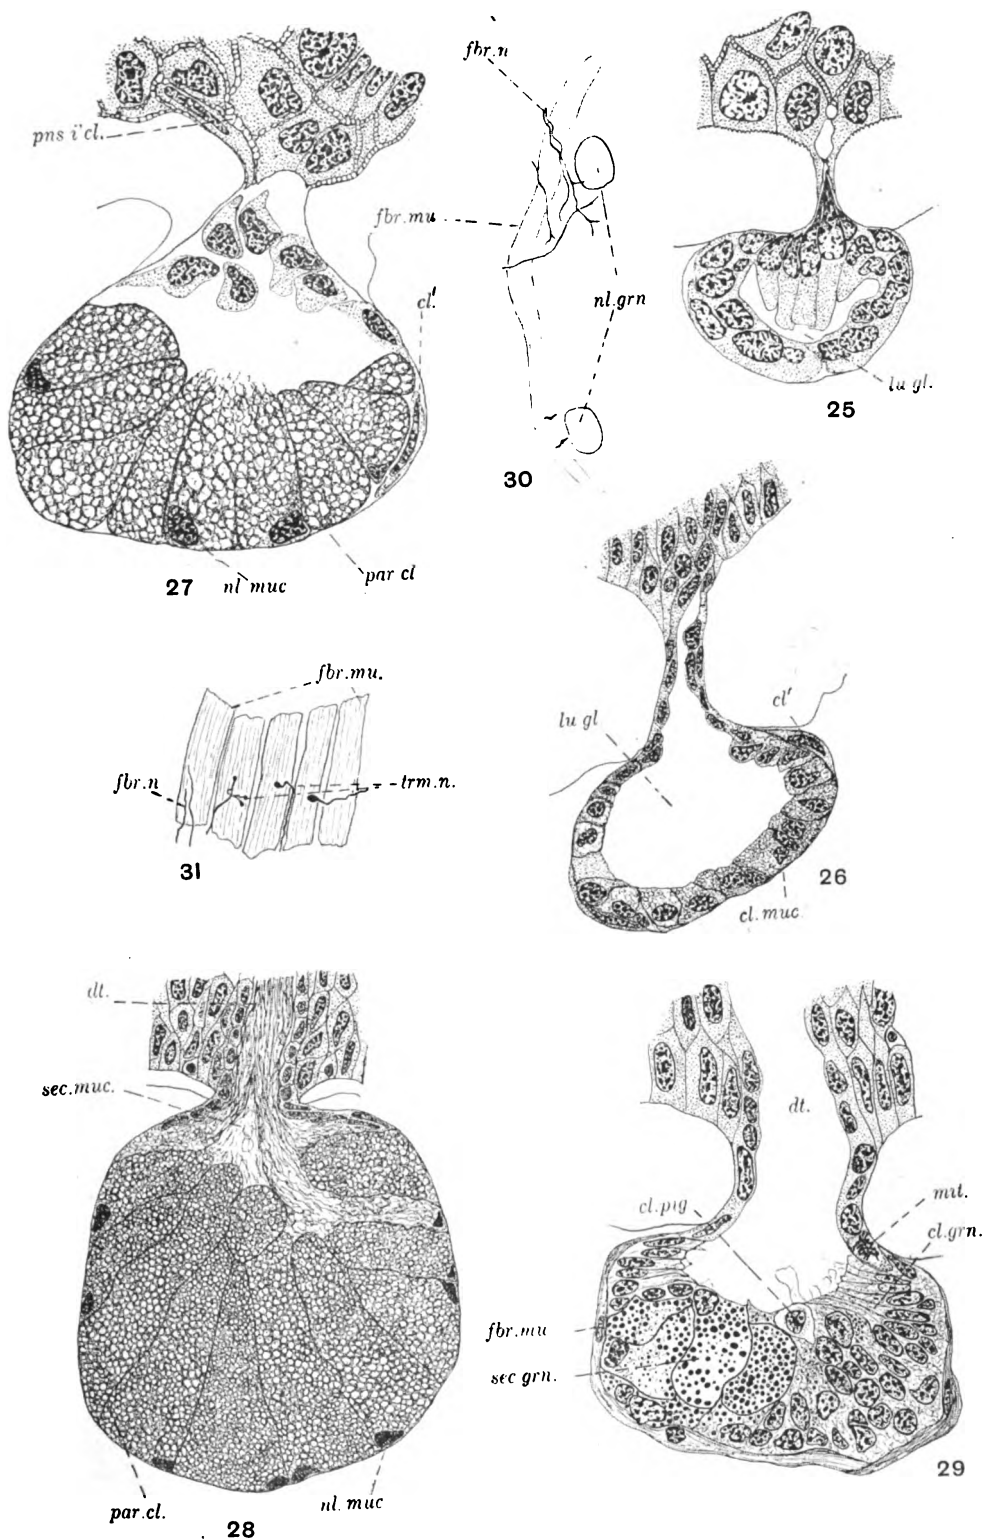 fbr.n
pns i'cl.
fbr.mu
cl'.
nl.grn
lu gl.
25
30
27
nl muc
par cl
fbr.mu.
lu gl
cl'
fbr.n
trm.n.
31
26
cl.muc
dt.
sec.muc.
dt.
cl.pig
mit.
cl.grn.
fbr.mu
sec grn.
29
par.cl.
nl. muc
28